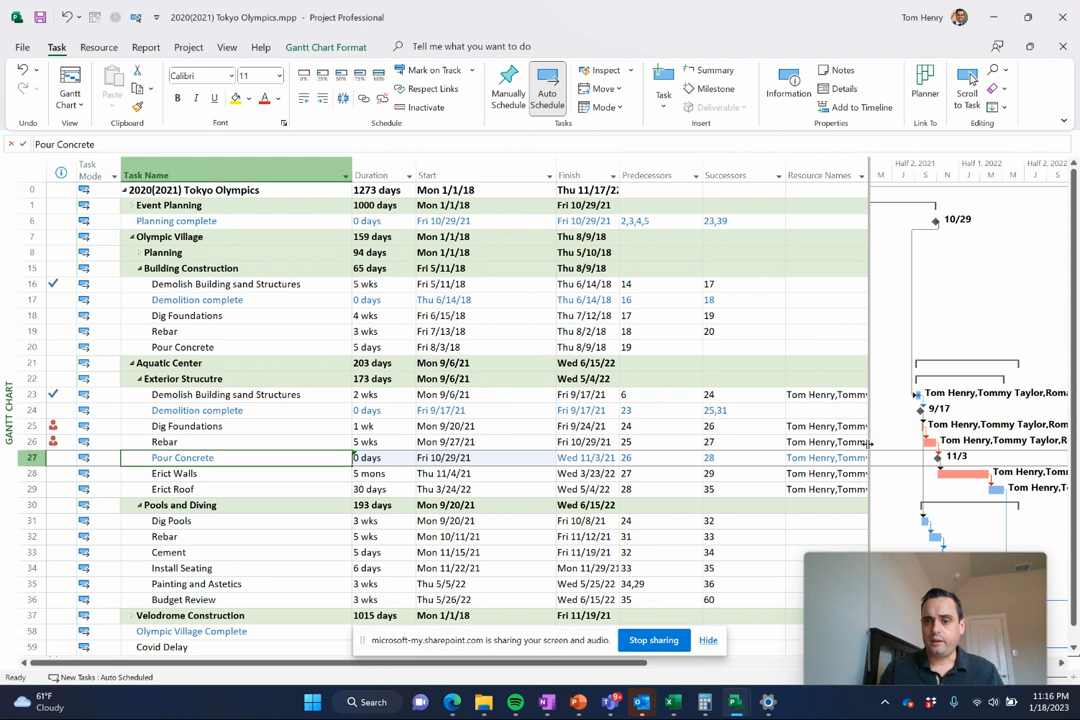 2020(2021) Tokyo Olympics.mpp - Project Professional
Tom Henry
File Task Resource Report Project View Help Gantt Chart Format Tell me what you want to do
Calibri 11
B I U A
Gantt Chart
Paste
0% 25% 50% 75% 100%
Mark on Track
Respect Links
Inactivate
Manually Schedule
Auto Schedule
Inspect
Move
Mode
Task
Summary
Milestone
Deliverable
Information
Notes
Details
Add to Timeline
Planner
Scroll to Task
Undo View Clipboard Font Schedule Tasks Insert Properties Link To Editing
Pour Concrete
Task Mode Task Name Duration Start Finish Predecessors Successors Resource Names
Half 2, 2021 Half 1, 2022 Half 2, 2022
M J S N J M M J S
0 2020(2021) Tokyo Olympics 1273 days Mon 1/1/18 Thu 11/17/22
1 Event Planning 1000 days Mon 1/1/18 Fri 10/29/21
6 Planning complete 0 days Fri 10/29/21 Fri 10/29/21 2,3,4,5 23,39 10/29
7 Olympic Village 159 days Mon 1/1/18 Thu 8/9/18
8 Planning 94 days Mon 1/1/18 Thu 5/10/18
15 Building Construction 65 days Fri 5/11/18 Thu 8/9/18
16 Demolish Building sand Structures 5 wks Fri 5/11/18 Thu 6/14/18 14 17
17 Demolition complete 0 days Thu 6/14/18 Thu 6/14/18 16 18
18 Dig Foundations 4 wks Fri 6/15/18 Thu 7/12/18 17 19
19 Rebar 3 wks Fri 7/13/18 Thu 8/2/18 18 20
20 Pour Concrete 5 days Fri 8/3/18 Thu 8/9/18 19
21 Aquatic Center 203 days Mon 9/6/21 Wed 6/15/22
22 Exterior Strucutre 173 days Mon 9/6/21 Wed 5/4/22
23 Demolish Building sand Structures 2 wks Mon 9/6/21 Fri 9/17/21 6 24 Tom Henry,Tommy Tom Henry,Tommy Taylor,Roma
24 Demolition complete 0 days Fri 9/17/21 Fri 9/17/21 23 25,31 9/17
25 Dig Foundations 1 wk Mon 9/20/21 Fri 9/24/21 24 26 Tom Henry,Tommy Tom Henry,Tommy Taylor,Rom
26 Rebar 5 wks Mon 9/27/21 Fri 10/29/21 25 27 Tom Henry,Tommy Tom Henry,Tommy Taylor,R
27 Pour Concrete 0 days Fri 10/29/21 Wed 11/3/21 26 28 Tom Henry,Tommy 11/3
28 Erict Walls 5 mons Thu 11/4/21 Wed 3/23/22 27 29 Tom Henry,Tommy Tom Henry,T
29 Erict Roof 30 days Thu 3/24/22 Wed 5/4/22 28 35 Tom Henry,Tommy Tom Hen
30 Pools and Diving 193 days Mon 9/20/21 Wed 6/15/22
31 Dig Pools 3 wks Mon 9/20/21 Fri 10/8/21 24 32
32 Rebar 3 wks Mon 10/11/21 Fri 11/12/21 31 33
33 Cement 5 days Mon 11/15/21 Fri 11/19/21 32 34
34 Install Seating 6 days Mon 11/22/21 Mon 11/29/21 33 35
35 Painting and Astetics 3 wks Thu 5/5/22 Wed 5/25/22 34,29 36
36 Budget Review 3 wks Thu 5/26/22 Wed 6/15/22 35 60
37 Velodrome Construction 1015 days Mon 1/1/18 Fri 11/19/21
58 Olympic Village Complete
59 Covid Delay
GANTT CHART
microsoft-my.sharepoint.com is sharing your screen and audio. Stop sharing Hide
Ready New Tasks : Auto Scheduled
61°F
Cloudy
Search
11:16 PM
1/18/2023